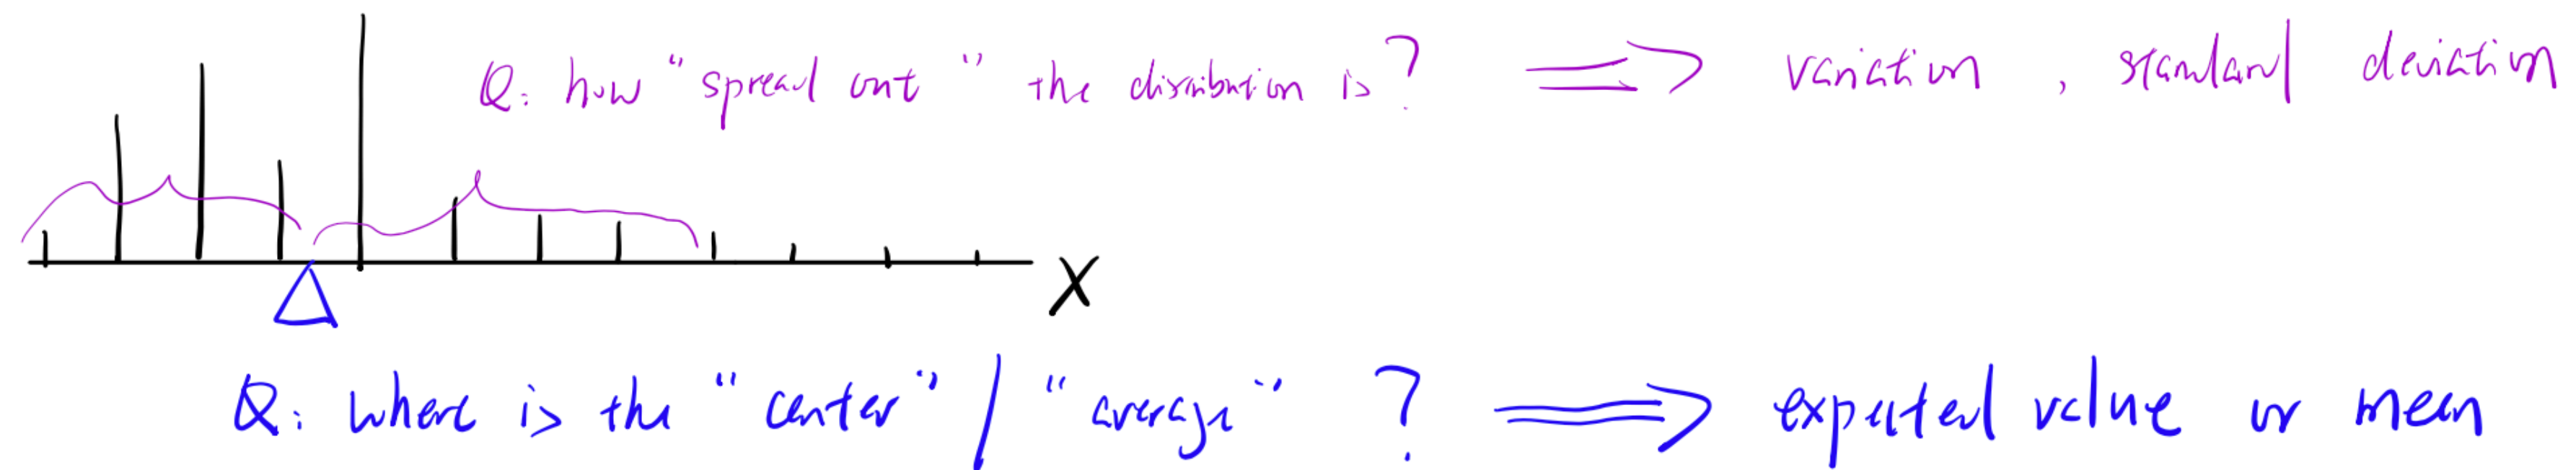 Q: how "spread out" the distribution is? ⟹ variation, standard deviation
X
Q: where is the "center" / "average" ? ⟹ expected value or mean